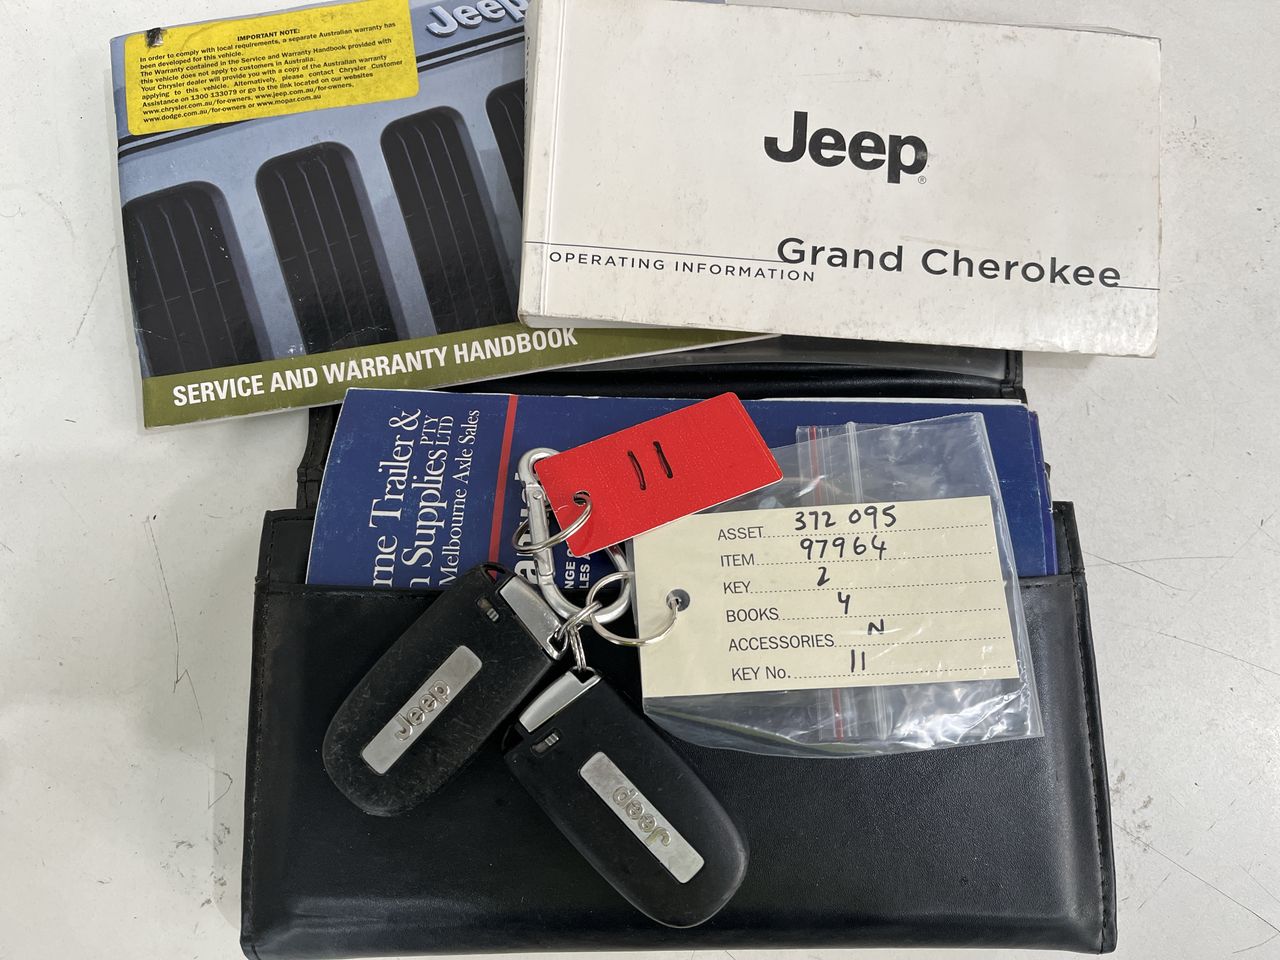 IMPORTANT NOTE:
In order to comply with local requirements, a separate Australian warranty has
been developed for this vehicle.
The Warranty contained in the Service and Warranty Handbook provided with
this vehicle does not apply to customers in Australia.
Your Chrysler dealer will provide you with a copy of the Australian warranty
applying to this vehicle. Alternatively, please contact Chrysler Customer
Assistance on 1300 133079 or go to the link located on our websites
www.chrysler.com.au/for-owners, www.jeep.com.au/for-owners,
www.dodge.com.au/for-owners or www.mopar.com.au
Jeep
SERVICE AND WARRANTY HANDBOOK
Jeep®
Grand Cherokee
OPERATING INFORMATION
rne Trailer &
n Supplies PTY LTD
Melbourne Axle Sales
NGE
LES
11
ASSET 372 095
ITEM 97964
KEY 2
BOOKS 4
ACCESSORIES N
KEY No. 11
Jeep
Jeep